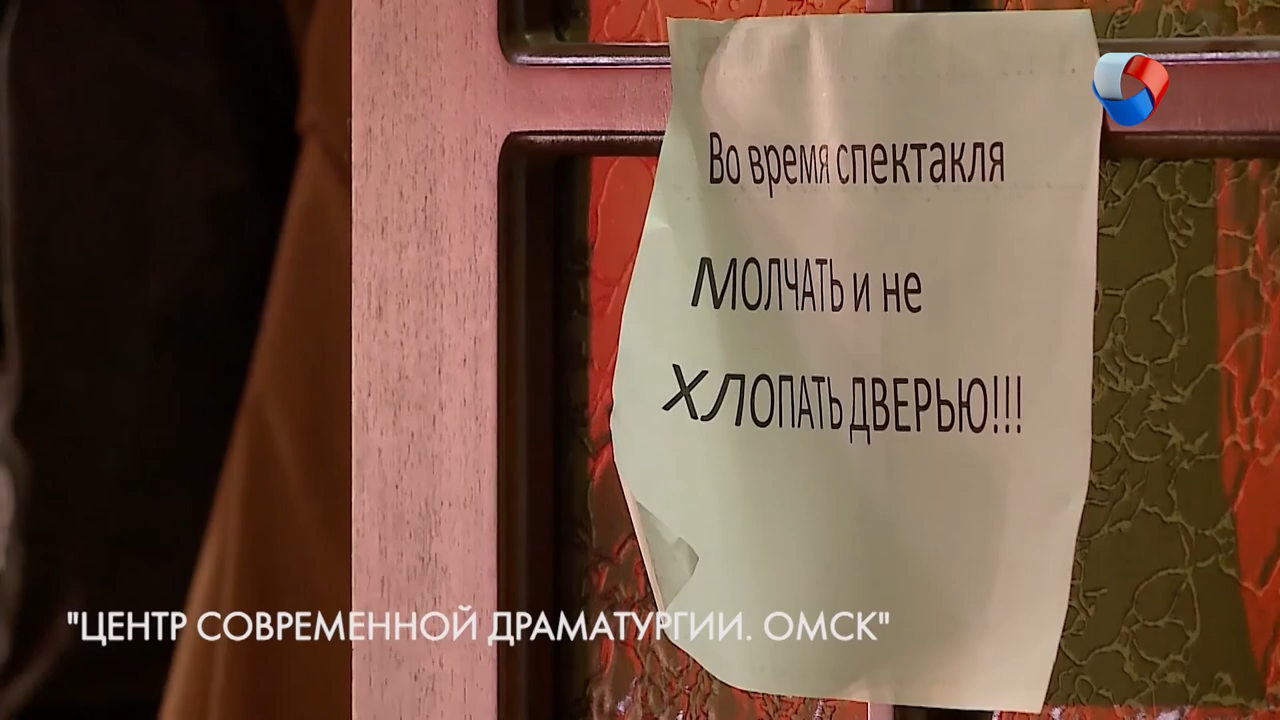 Во время спектакля
МОЛЧАТЬ и не
ХЛОПАТЬ ДВЕРЬЮ!!!
"ЦЕНТР СОВРЕМЕННОЙ ДРАМАТУРГИИ. ОМСК"